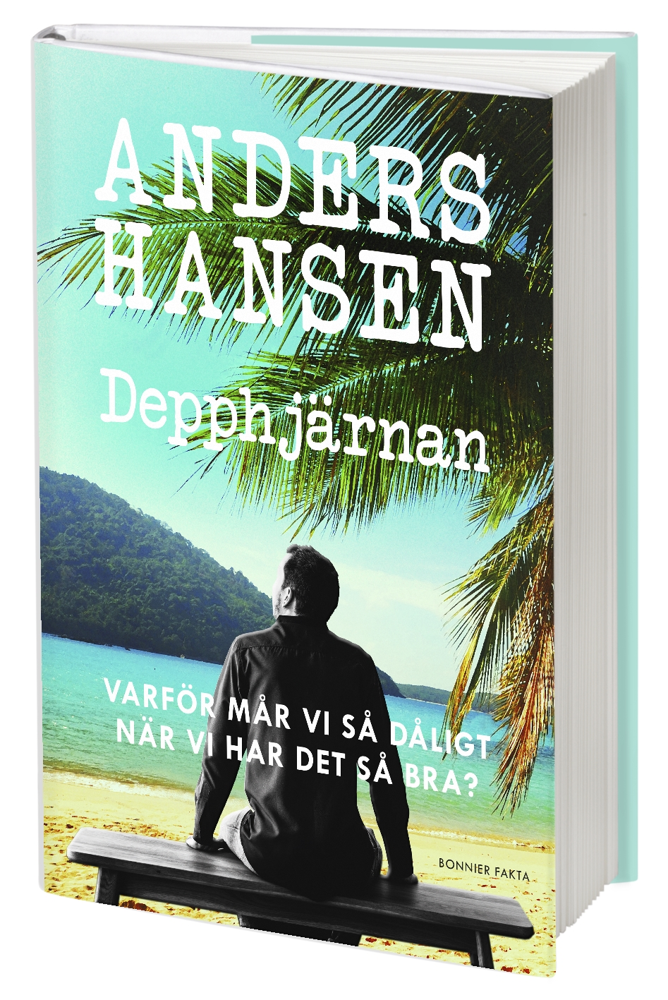 ANDERS
HANSEN
Depphjärnan
VARFÖR MÅR VI SÅ DÅLIGT
NÄR VI HAR DET SÅ BRA?
BONNIER FAKTA